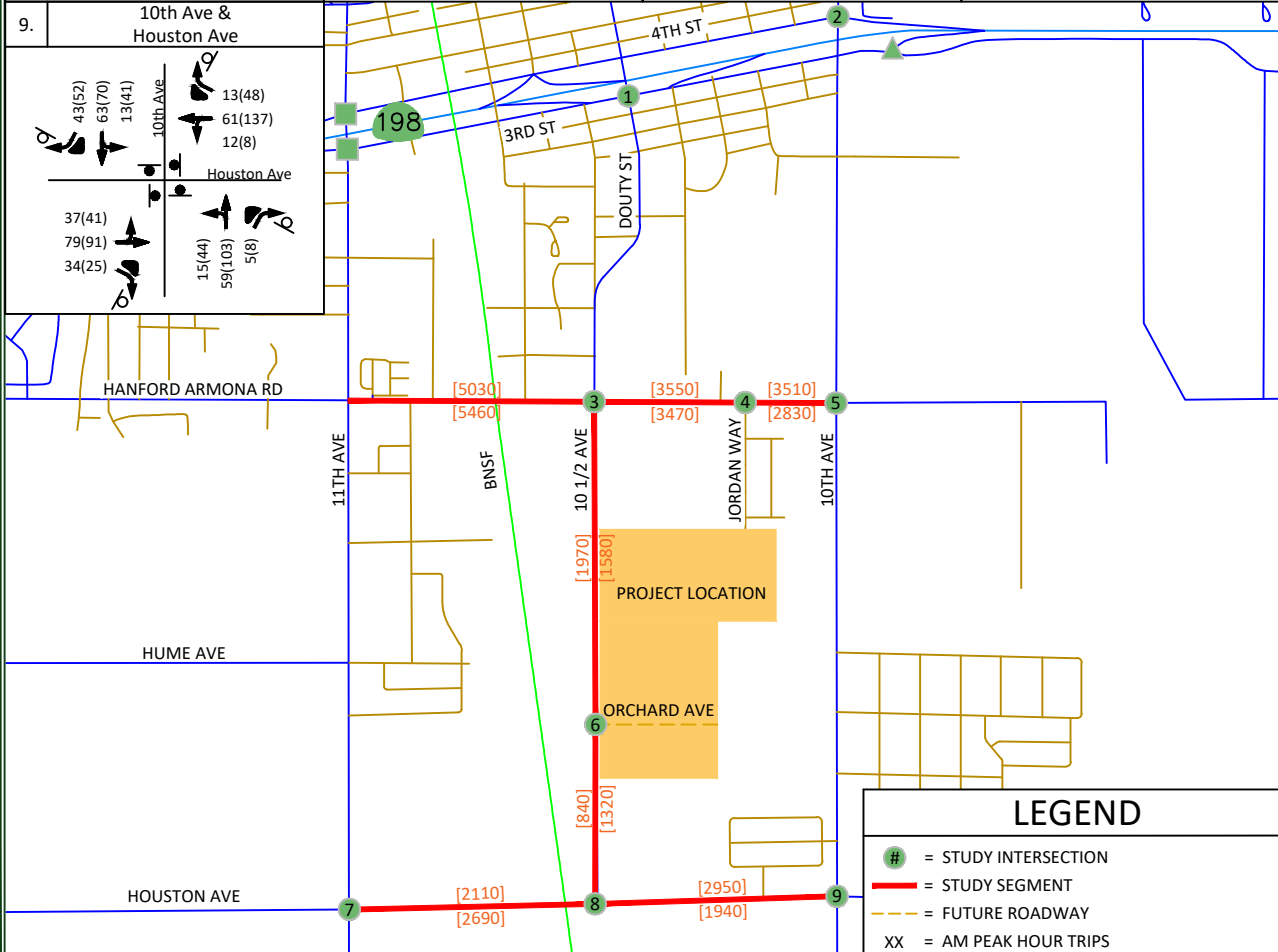 9.
10th Ave &
Houston Ave
43(52)
63(70)
13(41)
10th Ave
13(48)
61(137)
12(8)
Houston Ave
37(41)
79(91)
34(25)
15(44)
59(103)
5(8)
4TH ST
2
1
198
3RD ST
DOUTY ST
HANFORD ARMONA RD
[5030]
[5460]
3
[3550]
[3470]
4
[3510]
[2830]
5
11TH AVE
BNSF
10 1/2 AVE
JORDAN WAY
10TH AVE
[1970]
[1580]
PROJECT LOCATION
HUME AVE
ORCHARD AVE
6
[840]
[1320]
HOUSTON AVE
7
[2110]
[2690]
8
[2950]
[1940]
9
LEGEND
# = STUDY INTERSECTION
= STUDY SEGMENT
= FUTURE ROADWAY
XX = AM PEAK HOUR TRIPS